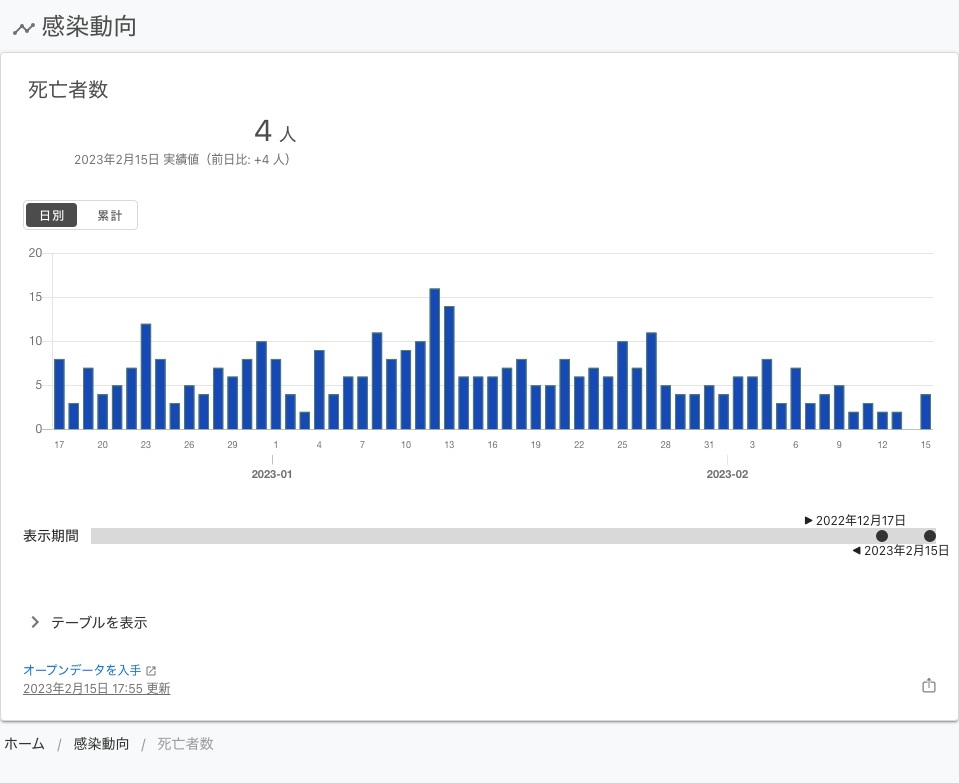 感染動向
死亡者数
4 人
2023年2月15日 実績値（前日比: +4 人）
日別 累計
20
15
10
5
0
17 20 23 26 29 1 4 7 10 13 16 19 22 25 28 31 3 6 9 12 15
2023-01 2023-02
▶ 2022年12月17日
表示期間
◀ 2023年2月15日
テーブルを表示
オープンデータを入手
2023年2月15日 17:55 更新
ホーム / 感染動向 / 死亡者数